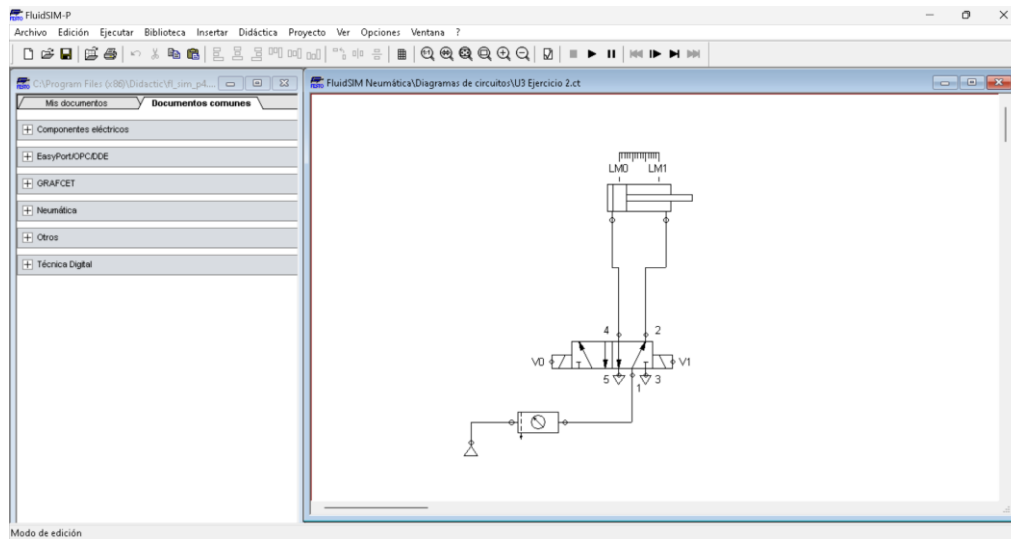 FluidSIM-P
Archivo Edición Ejecutar Biblioteca Insertar Didáctica Proyecto Ver Opciones Ventana ?
C:\Program Files (x86)\Didactic\fl_sim_p4....
Mis documentos Documentos comunes
Componentes eléctricos
EasyPort/OPC/DDE
GRAFCET
Neumática
Otros
Técnica Digital
FluidSIM Neumática\Diagramas de circuitos\U3 Ejercicio 2.ct
LM0 LM1
4 2
V0 V1
5 3
1
Modo de edición